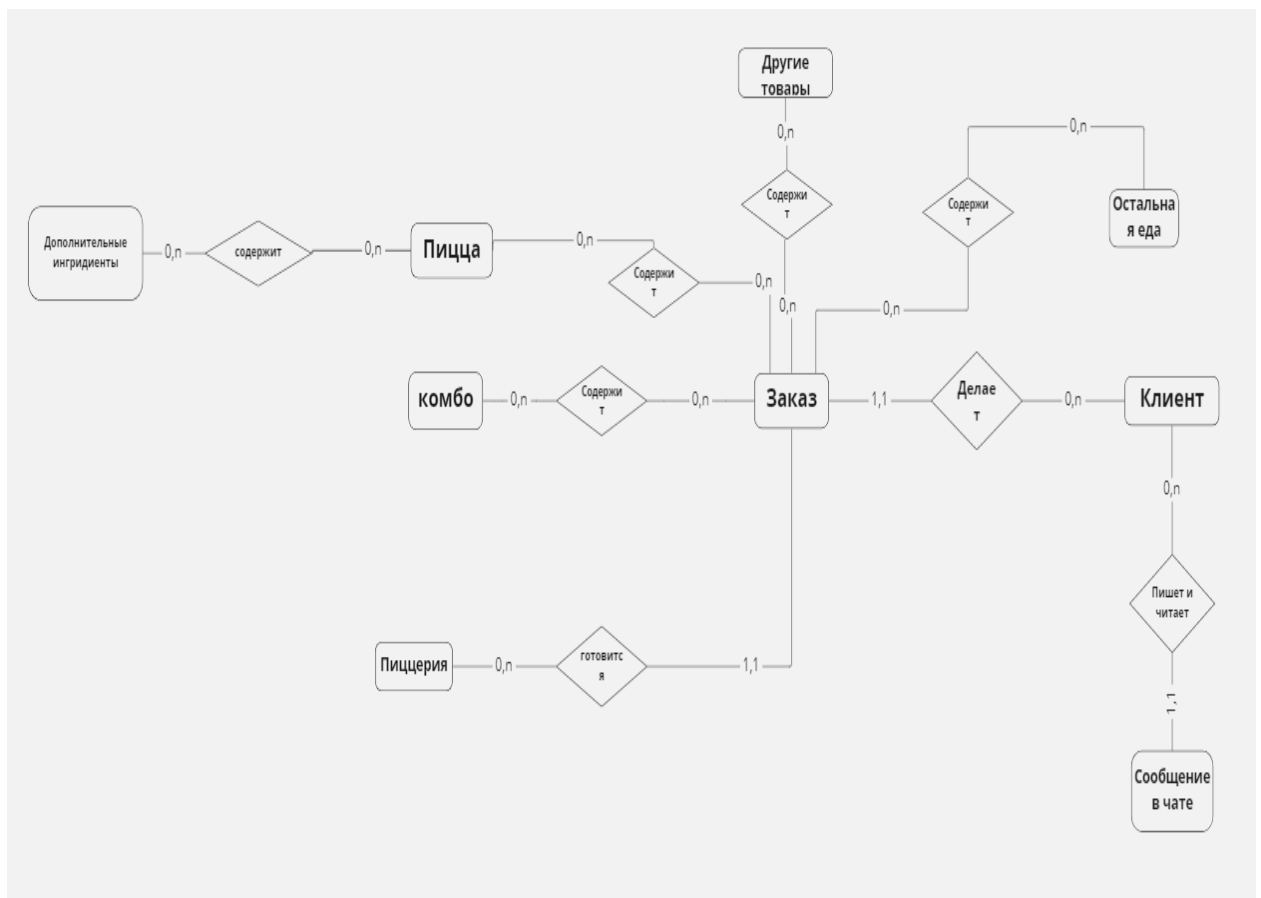 Другие
товары
0,n
0,n
Содержи
т
Содержи
т
Остальна
я еда
Дополнительные
ингридиенты
0,n
содержит
0,n
Пицца
0,n
Содержи
т
0,n
0,n
0,n
комбо
0,n
Содержи
т
0,n
Заказ
1,1
Делае
т
0,n
Клиент
0,n
Пишет и
читает
1,1
Сообщение
в чате
Пиццерия
0,n
готовитс
я
1,1